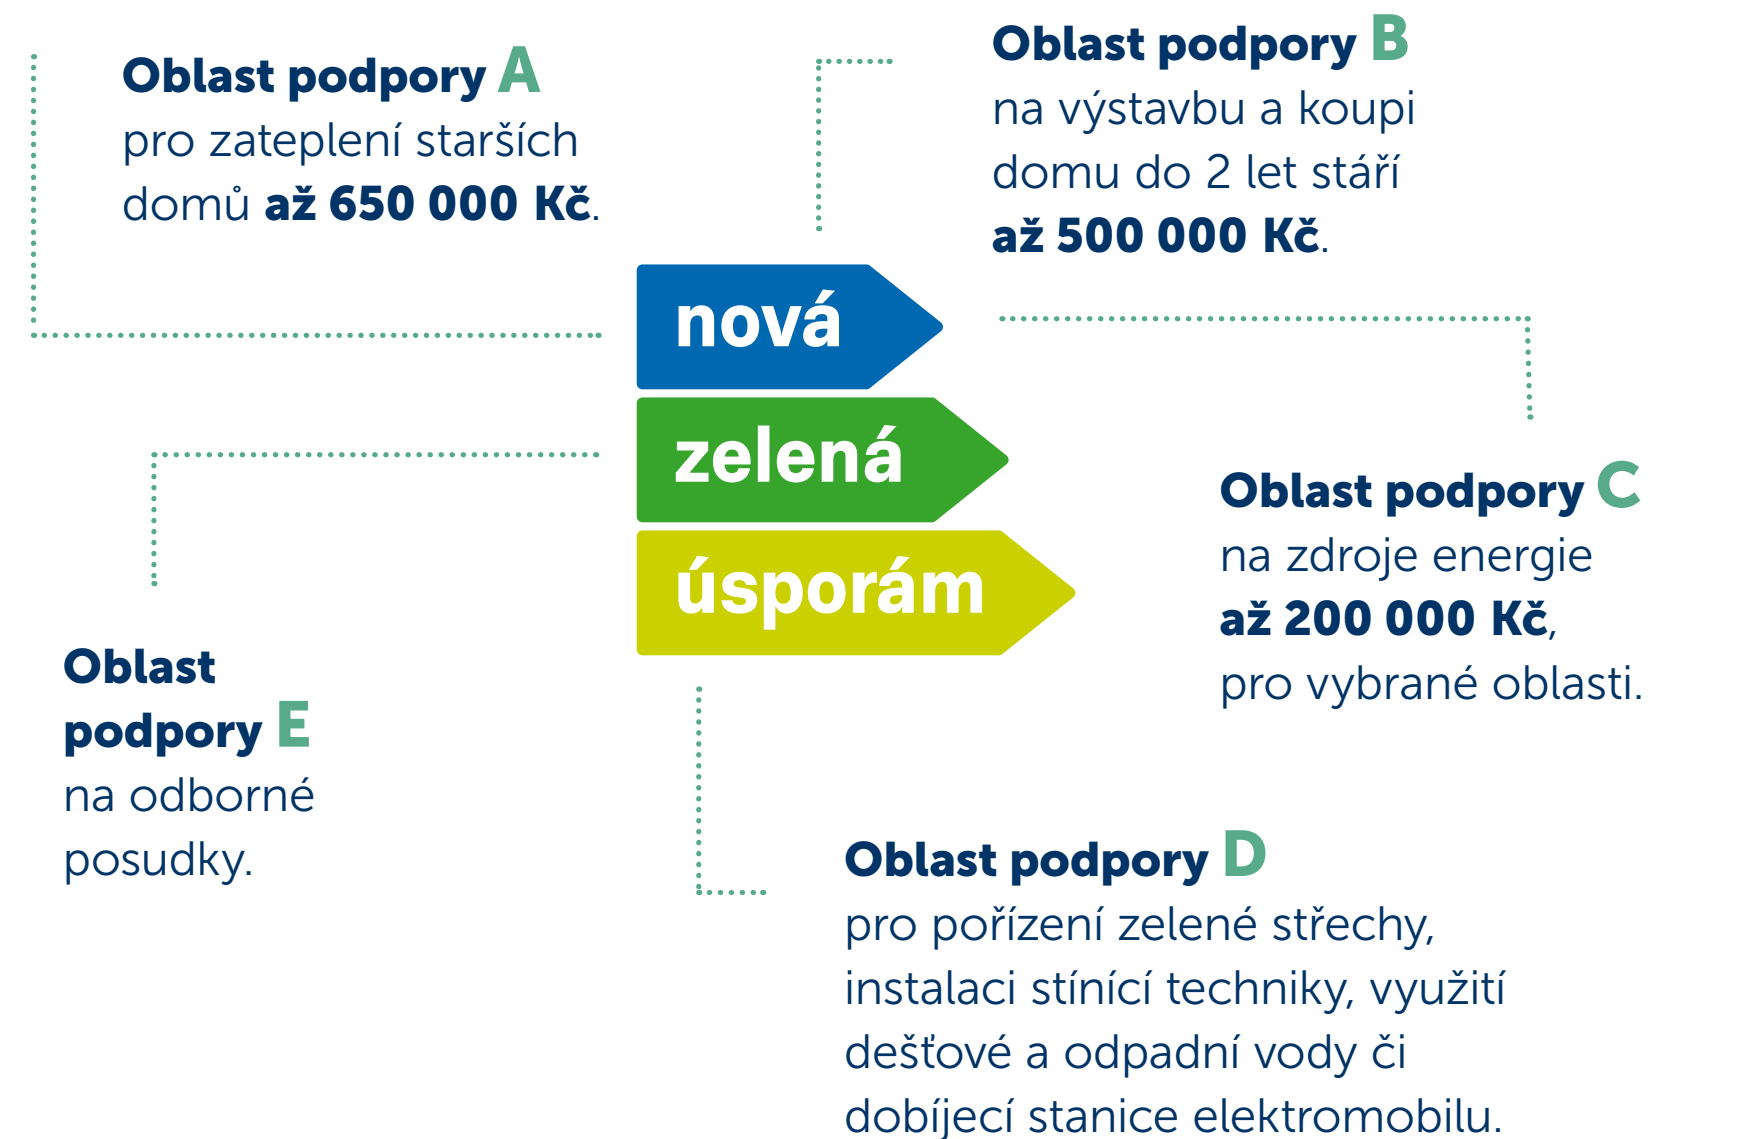 Oblast podpory A
pro zateplení starších
domů až 650 000 Kč.
Oblast podpory B
na výstavbu a koupi
domu do 2 let stáří
až 500 000 Kč.
nová
zelená
úsporám
Oblast podpory C
na zdroje energie
až 200 000 Kč,
pro vybrané oblasti.
Oblast
podpory E
na odborné
posudky.
Oblast podpory D
pro pořízení zelené střechy,
instalaci stínící techniky, využití
dešťové a odpadní vody či
dobíjecí stanice elektromobilu.